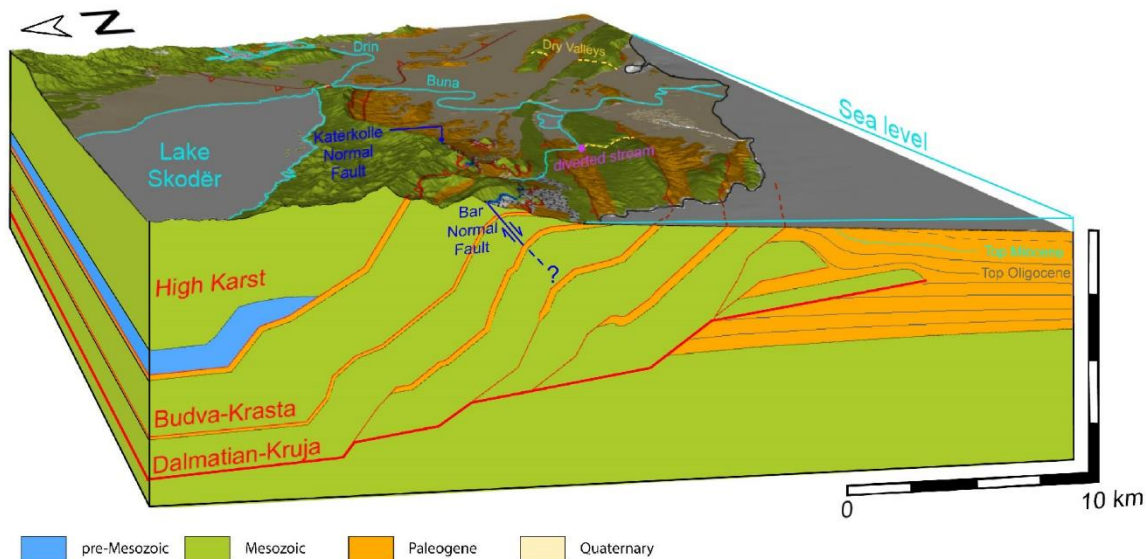 N
Drin
Dry Valleys
Buna
Sea level
Katerkolle
Normal
Fault
Lake
Skodër
diverted stream
Bar
Normal
Fault
?
Top Miocene
Top Oligocene
High Karst
Budva-Krasta
Dalmatian-Kruja
0
10 km
pre-Mesozoic
Mesozoic
Paleogene
Quaternary